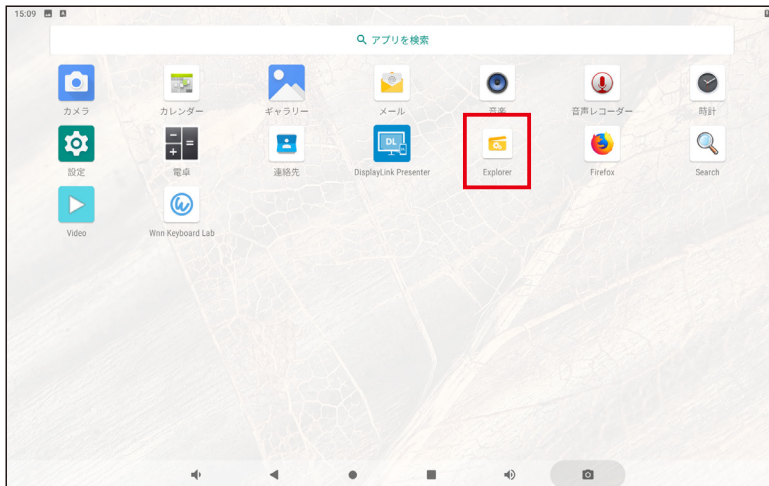 15:09
アプリを検索
カメラ
カレンダー
ギャラリー
メール
音楽
音声レコーダー
時計
設定
電卓
連絡先
DL
DisplayLink Presenter
Explorer
Firefox
Search
Video
Wnn Keyboard Lab